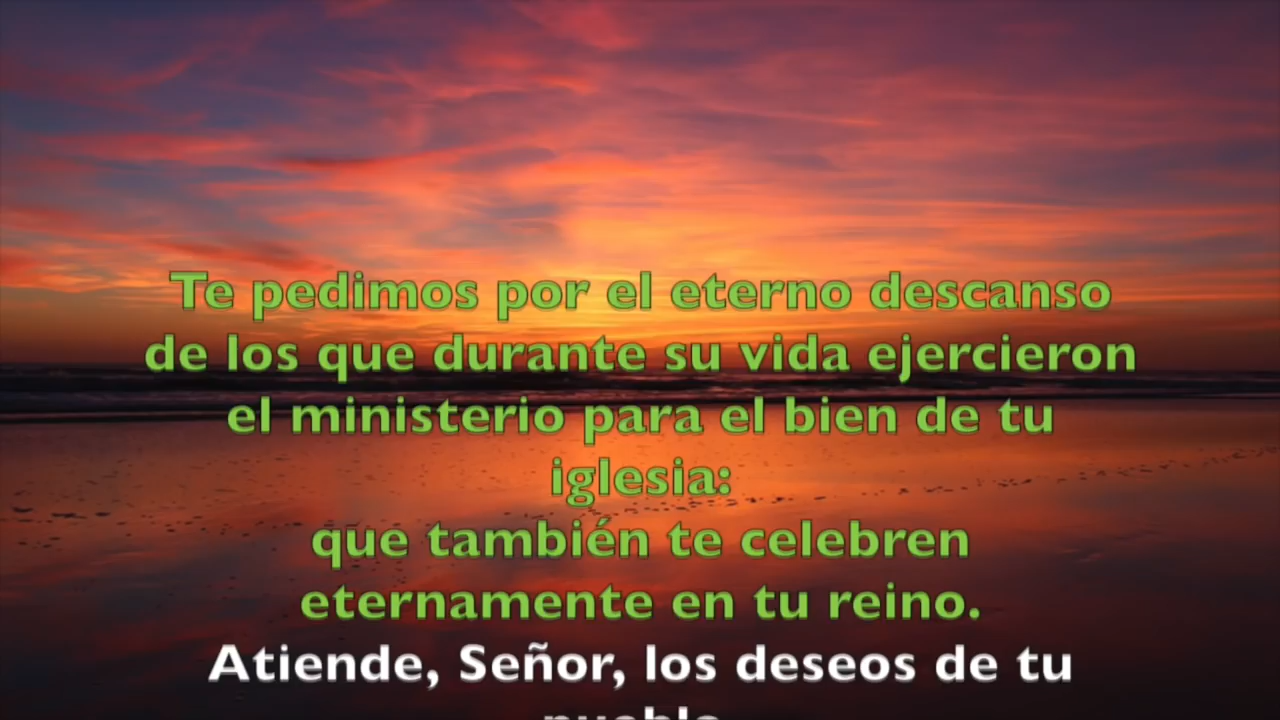 Te pedimos por el eterno descanso
de los que durante su vida ejercieron
el ministerio para el bien de tu
iglesia:
que también te celebren
eternamente en tu reino.
Atiende, Señor, los deseos de tu